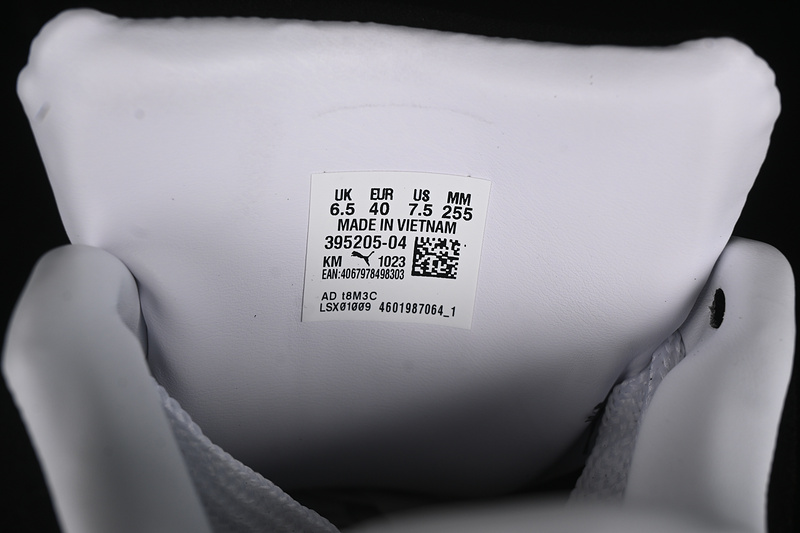 UK EUR US MM
6.5 40 7.5 255
MADE IN VIETNAM
395205-04
KM 1023
EAN:4067978498303
AD t8M3C
LSX01009 4601987064_1